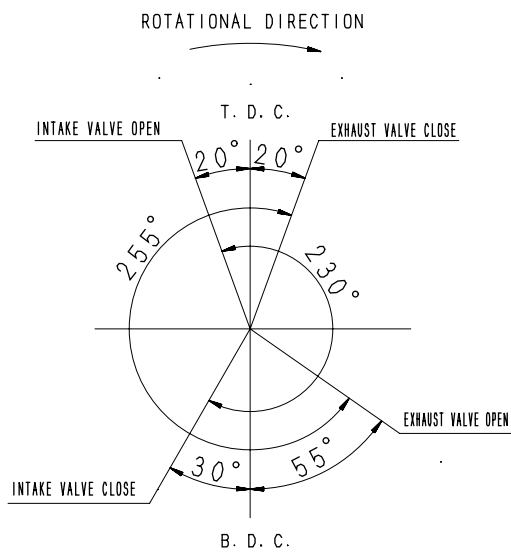 ROTATIONAL DIRECTION
T. D. C.
INTAKE VALVE OPEN
EXHAUST VALVE CLOSE
20°
20°
255°
230°
EXHAUST VALVE OPEN
30°
55°
INTAKE VALVE CLOSE
B. D. C.